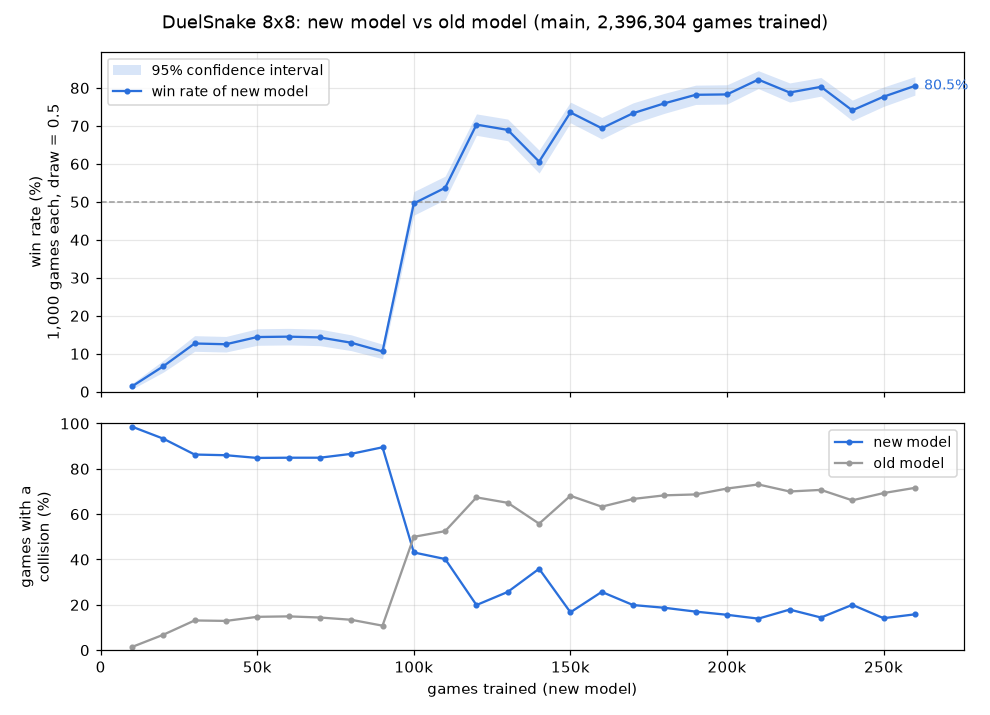 DuelSnake 8x8: new model vs old model (main, 2,396,304 games trained)
95% confidence interval
win rate of new model
80.5%
win rate (%)
1,000 games each, draw = 0.5
80
70
60
50
40
30
20
10
0
new model
old model
games with a
collision (%)
100
80
60
40
20
0
0 50k 100k 150k 200k 250k
games trained (new model)